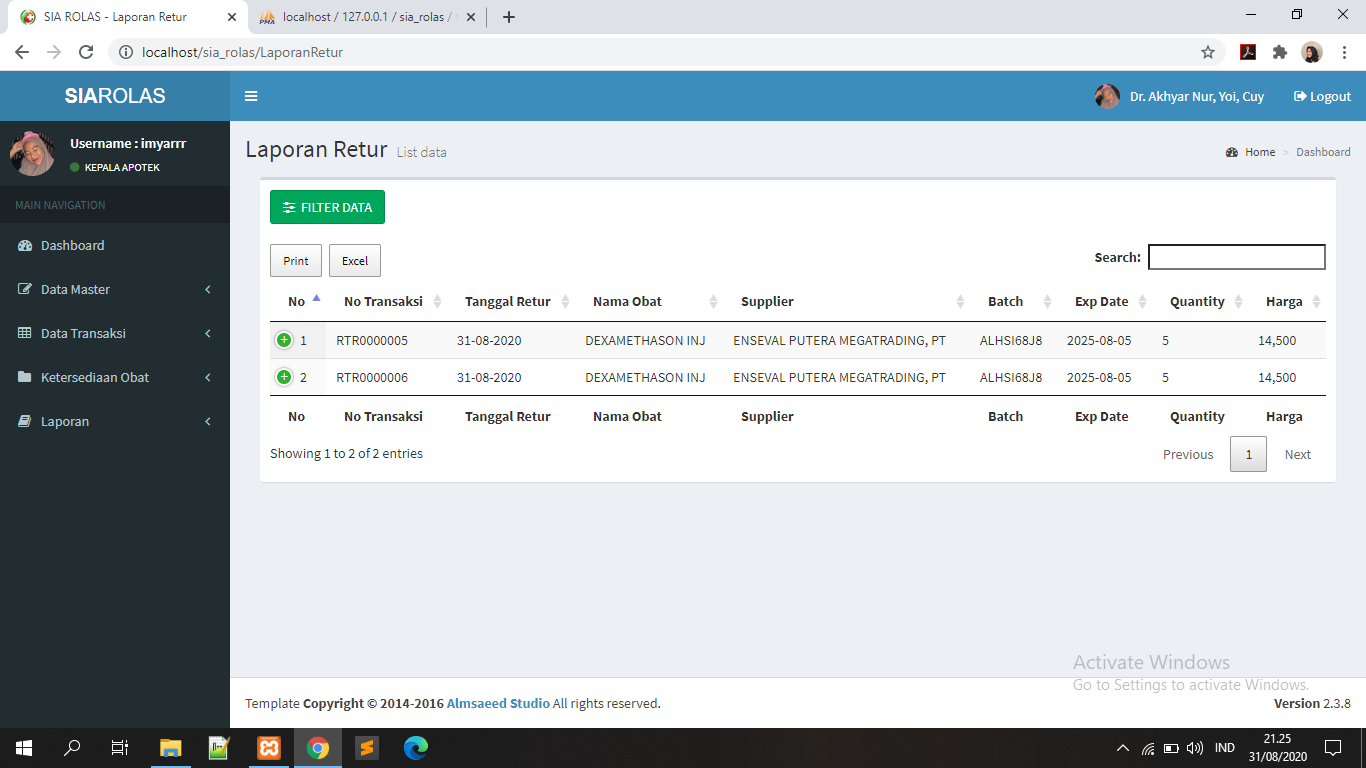 SIA ROLAS - Laporan Retur
localhost / 127.0.0.1 / sia_rolas /
localhost/sia_rolas/LaporanRetur
SIAROLAS
Dr. Akhyar Nur, Yoi, Cuy
Logout
Username : imyarrr
KEPALA APOTEK
MAIN NAVIGATION
Dashboard
Data Master
Data Transaksi
Ketersediaan Obat
Laporan
Laporan Retur List data
Home > Dashboard
FILTER DATA
Print Excel
Search:
No No Transaksi Tanggal Retur Nama Obat Supplier Batch Exp Date Quantity Harga
1 RTR0000005 31-08-2020 DEXAMETHASON INJ ENSEVAL PUTERA MEGATRADING, PT ALHSI68J8 2025-08-05 5 14,500
2 RTR0000006 31-08-2020 DEXAMETHASON INJ ENSEVAL PUTERA MEGATRADING, PT ALHSI68J8 2025-08-05 5 14,500
No No Transaksi Tanggal Retur Nama Obat Supplier Batch Exp Date Quantity Harga
Showing 1 to 2 of 2 entries
Previous 1 Next
Activate Windows
Go to Settings to activate Windows.
Template Copyright © 2014-2016 Almsaeed Studio All rights reserved.
Version 2.3.8
IND
21.25
31/08/2020